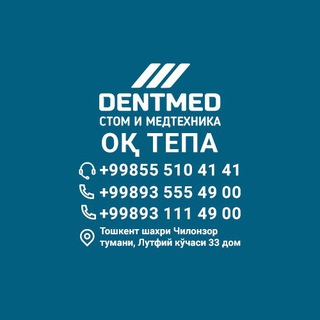 DENTMED
СТОМ И МЕДТЕХНИКА
ОҚ ТЕПА
+99855 510 41 41
+99893 555 49 00
+99893 111 49 00
Тошкент шахри Чилонзор
тумани, Лутфий кўчаси 33 дом